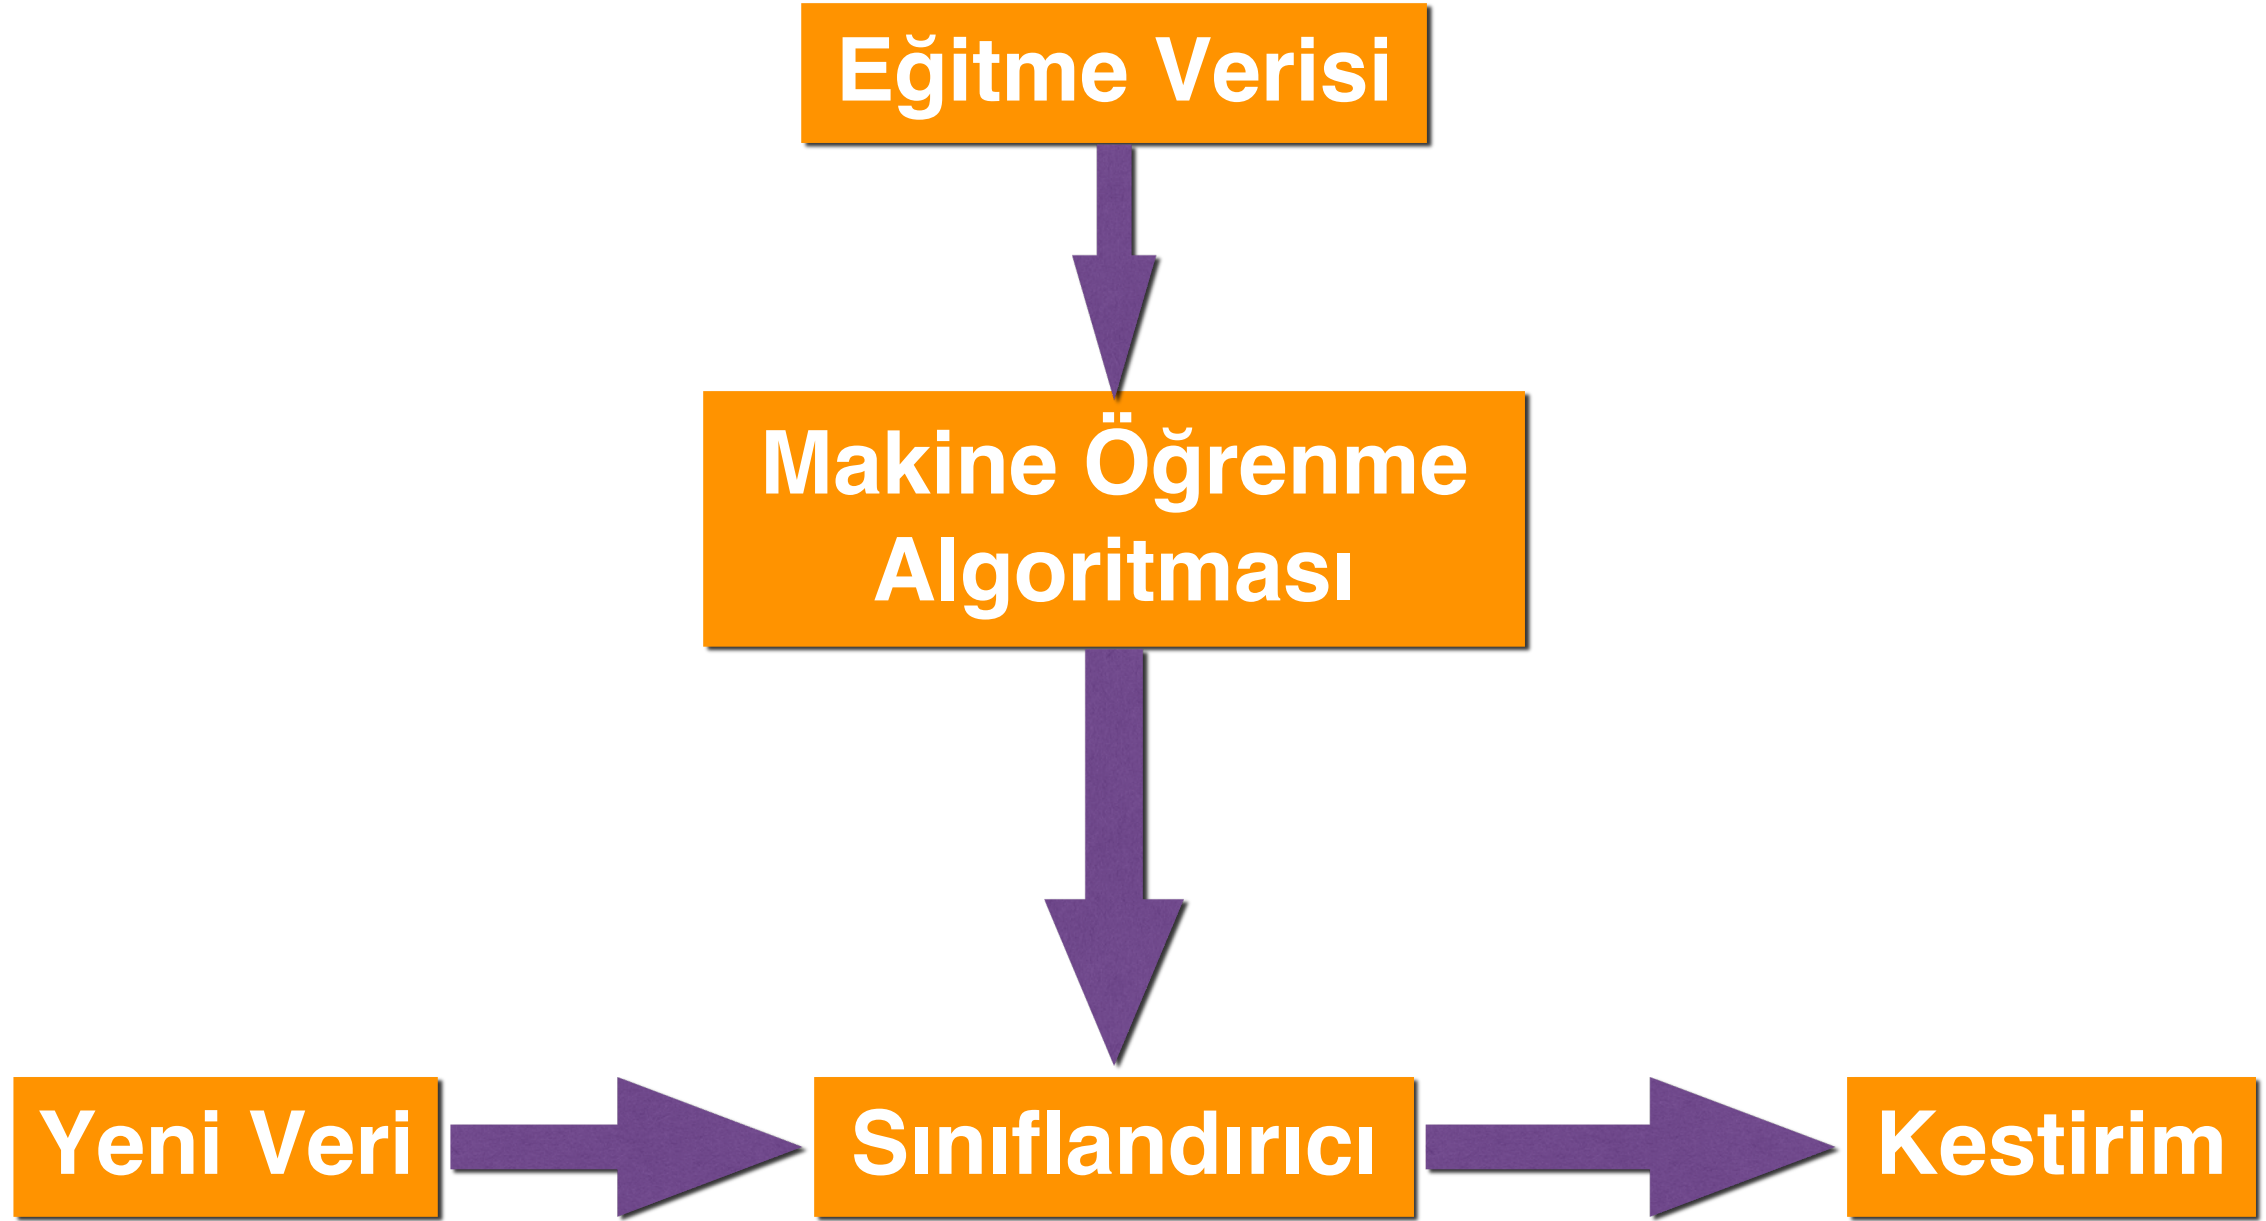 Eğitme Verisi
Makine Öğrenme
Algoritması
Yeni Veri
Sınıflandırıcı
Kestirim